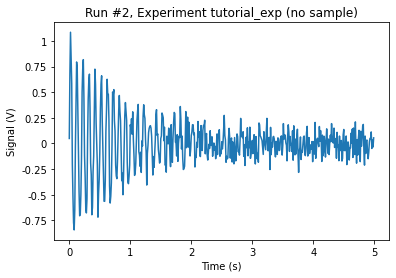 Run #2, Experiment tutorial_exp (no sample)
1
0.75
0.5
0.25
0
-0.25
-0.5
-0.75
Signal (V)
0 1 2 3 4 5
Time (s)